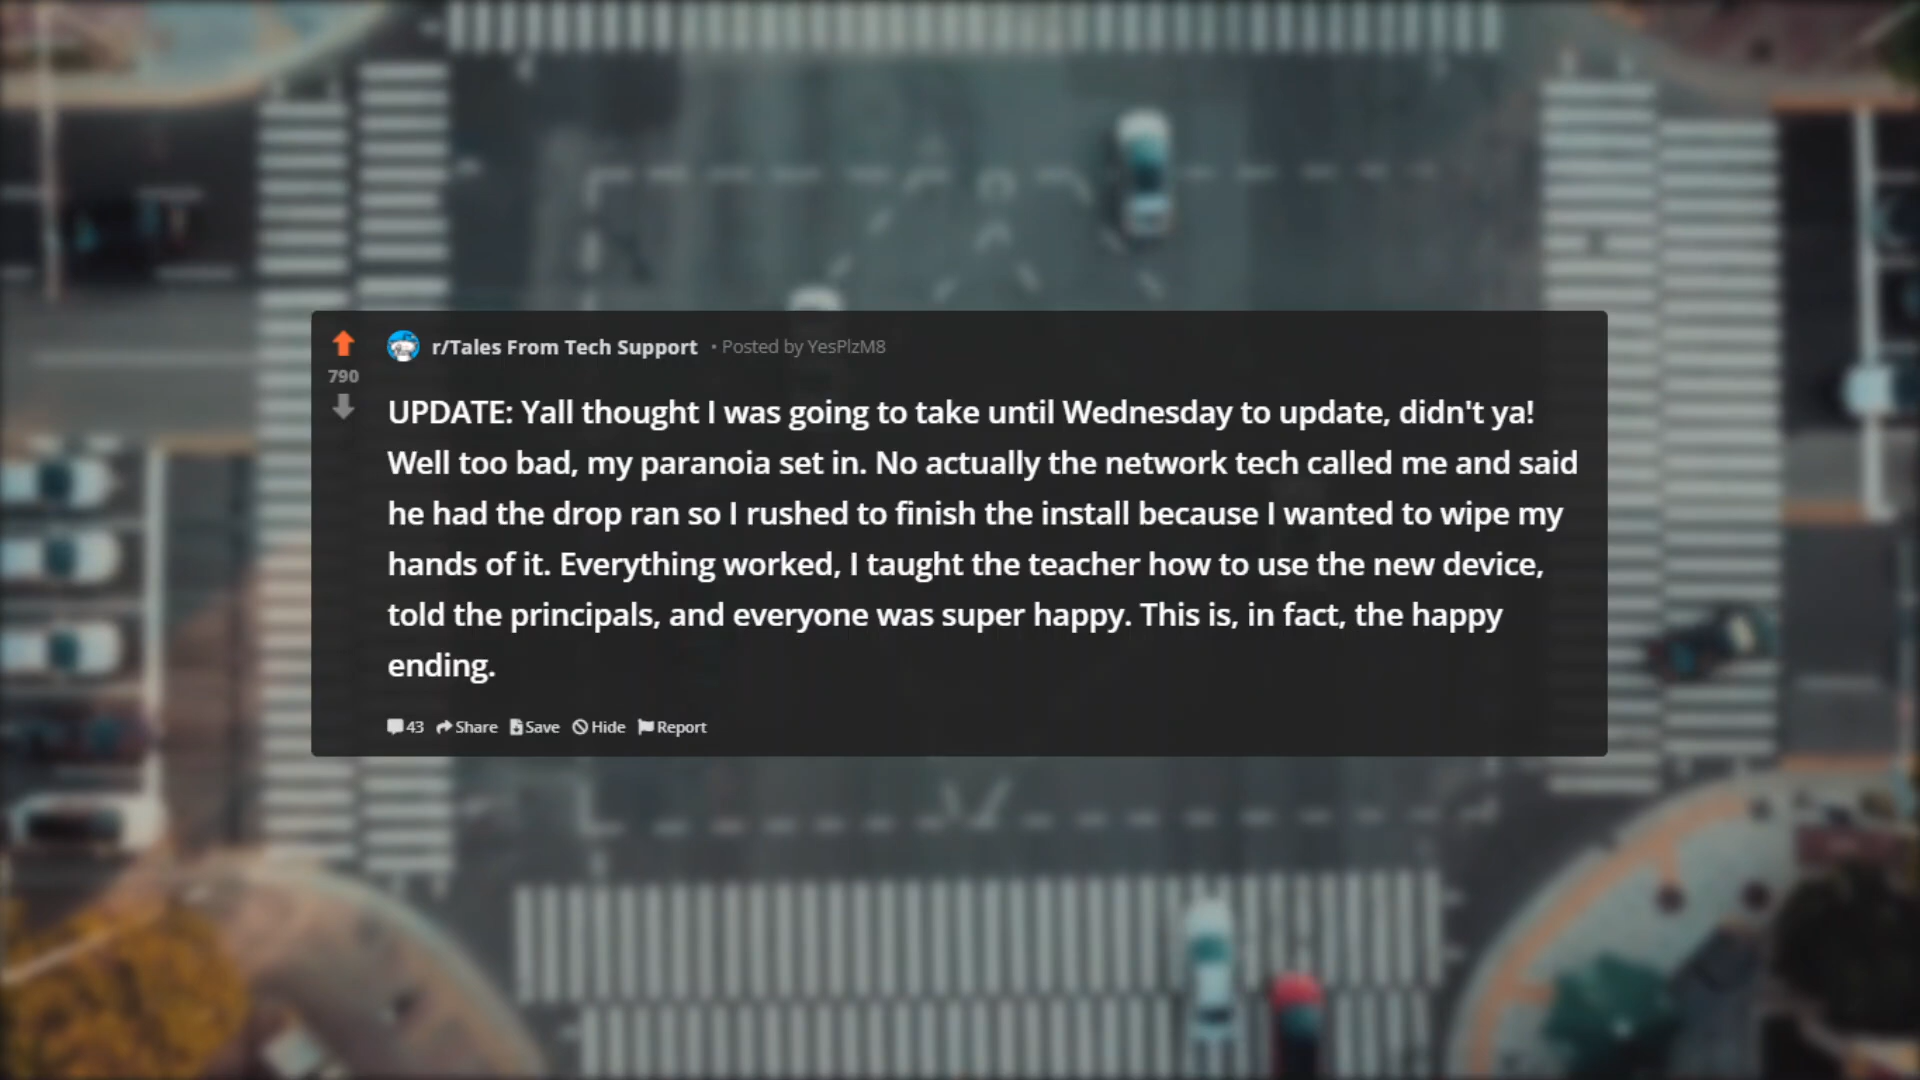 r/Tales From Tech Support • Posted by YesPlzM8
790
UPDATE: Yall thought I was going to take until Wednesday to update, didn't ya!
Well too bad, my paranoia set in. No actually the network tech called me and said
he had the drop ran so I rushed to finish the install because I wanted to wipe my
hands of it. Everything worked, I taught the teacher how to use the new device,
told the principals, and everyone was super happy. This is, in fact, the happy
ending.
43 Share Save Hide Report